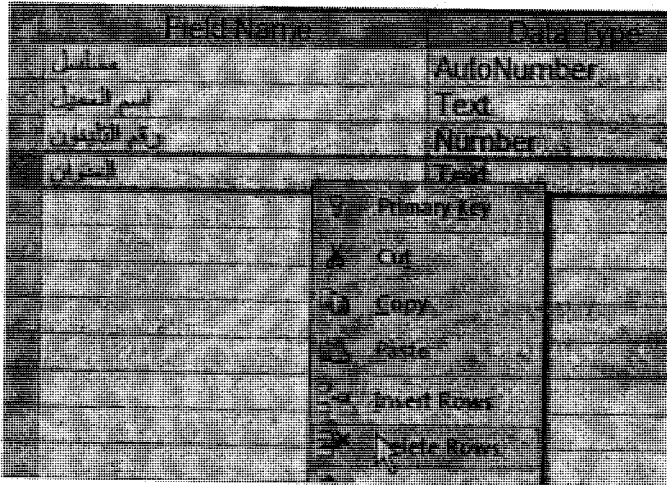 Field Name Data Type
مسلسل AutoNumber
اسم العميل Text
رقم التليفون Number
العنوان Text
Primary Key
Cut
Copy
Paste
Insert Rows
Delete Rows